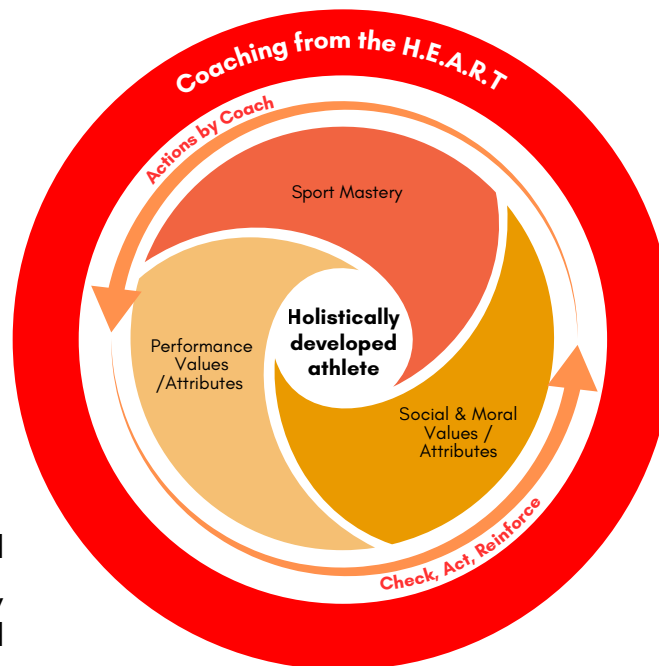 Coaching from the H.E.A.R.T
Actions by Coach
Sport Mastery
Holistically
developed
athlete
Performance
Values
/Attributes
Social & Moral
Values /
Attributes
Check, Act, Reinforce